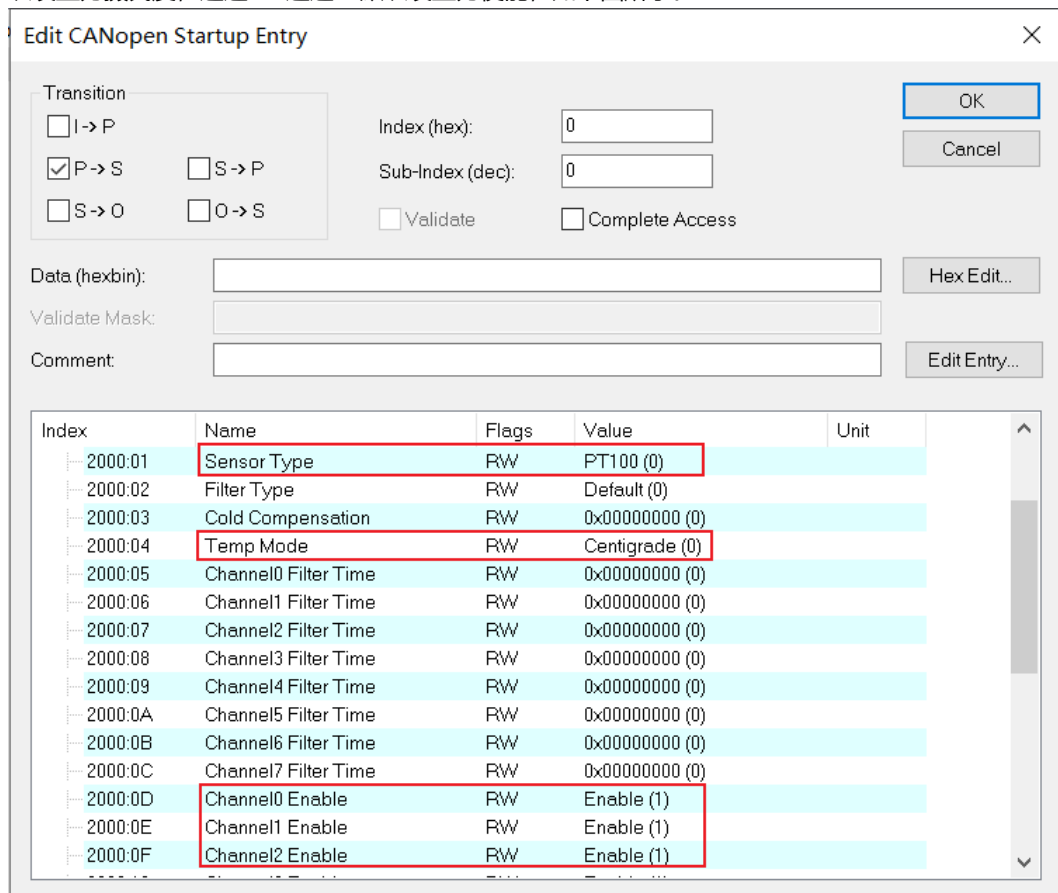 Edit CANopen Startup Entry
Transition
I -> P
P -> S
S -> P
S -> O
O -> S
Index (hex): 0
Sub-Index (dec): 0
Validate
Complete Access
OK
Cancel
Data (hexbin):
Hex Edit...
Validate Mask:
Comment:
Edit Entry...
Index Name Flags Value Unit
2000:01 Sensor Type RW PT100 (0)
2000:02 Filter Type RW Default (0)
2000:03 Cold Compensation RW 0x00000000 (0)
2000:04 Temp Mode RW Centigrade (0)
2000:05 Channel0 Filter Time RW 0x00000000 (0)
2000:06 Channel1 Filter Time RW 0x00000000 (0)
2000:07 Channel2 Filter Time RW 0x00000000 (0)
2000:08 Channel3 Filter Time RW 0x00000000 (0)
2000:09 Channel4 Filter Time RW 0x00000000 (0)
2000:0A Channel5 Filter Time RW 0x00000000 (0)
2000:0B Channel6 Filter Time RW 0x00000000 (0)
2000:0C Channel7 Filter Time RW 0x00000000 (0)
2000:0D Channel0 Enable RW Enable (1)
2000:0E Channel1 Enable RW Enable (1)
2000:0F Channel2 Enable RW Enable (1)